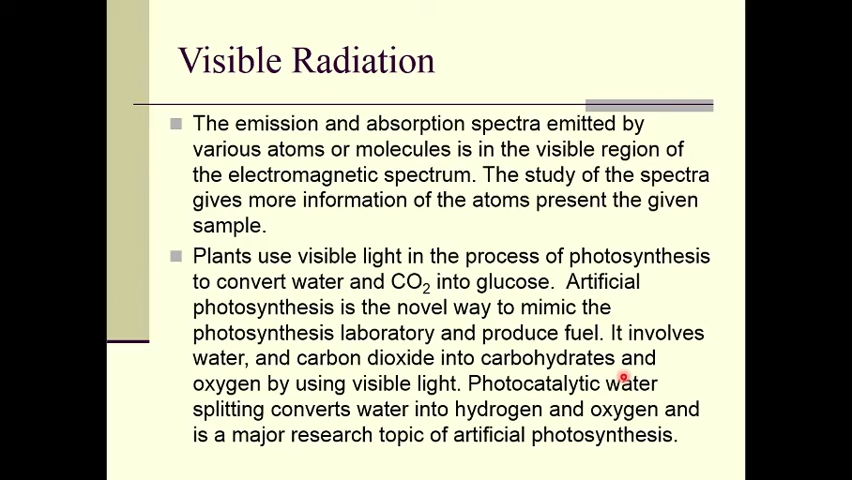 Visible Radiation
The emission and absorption spectra emitted by
various atoms or molecules is in the visible region of
the electromagnetic spectrum. The study of the spectra
gives more information of the atoms present the given
sample.
Plants use visible light in the process of photosynthesis
to convert water and CO₂ into glucose. Artificial
photosynthesis is the novel way to mimic the
photosynthesis laboratory and produce fuel. It involves
water, and carbon dioxide into carbohydrates and
oxygen by using visible light. Photocatalytic water
splitting converts water into hydrogen and oxygen and
is a major research topic of artificial photosynthesis.